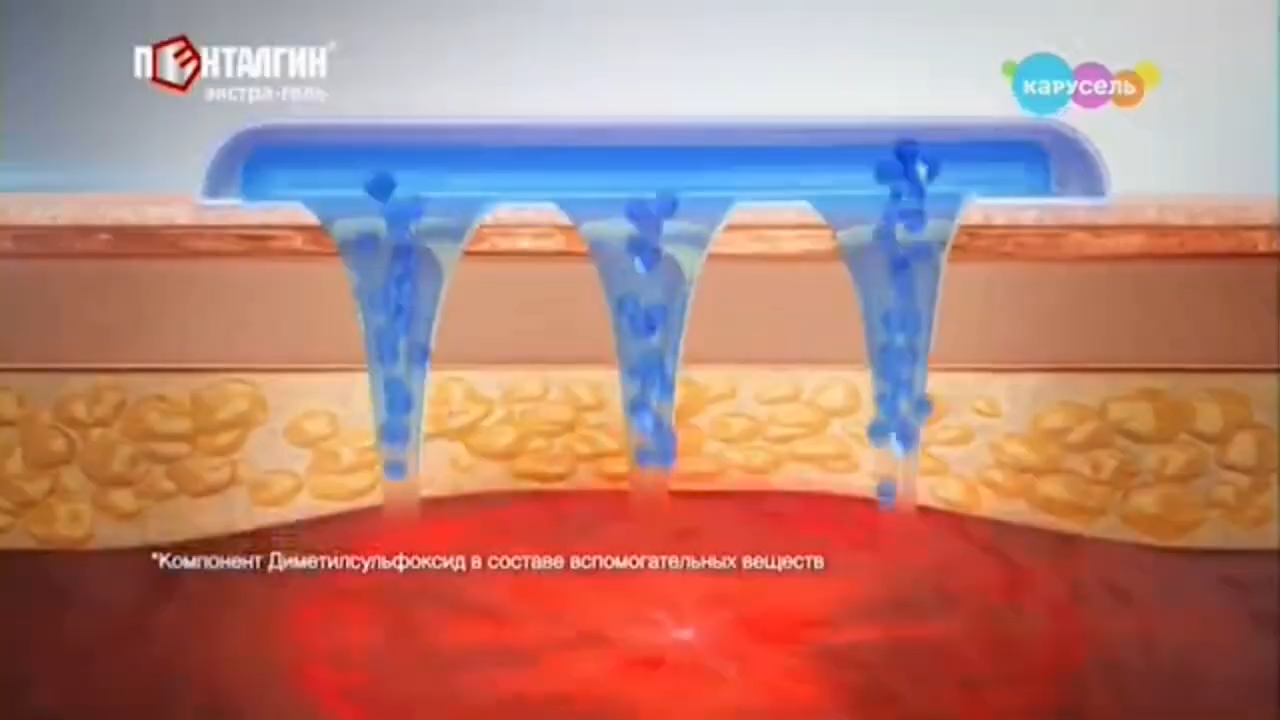 ПЕНТАЛГИН®
экстра-гель
карусель
*Компонент Диметилсульфоксид в составе вспомогательных веществ